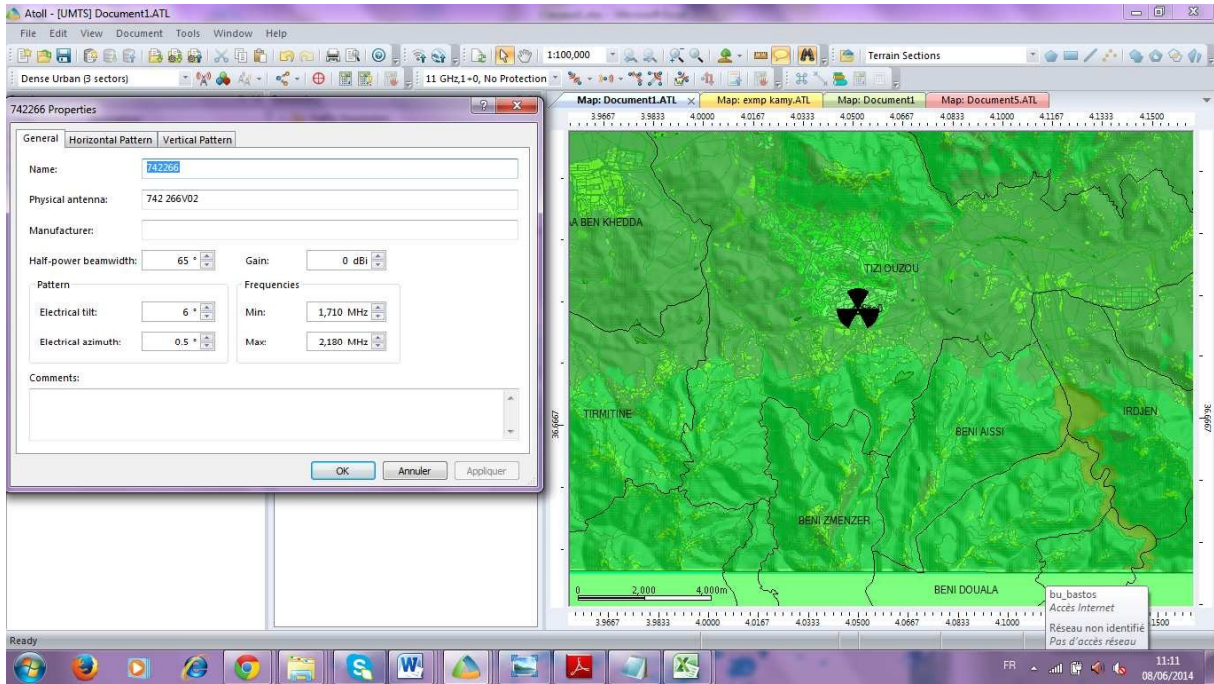 Atoll - [UMTS] Document1.ATL
File Edit View Document Tools Window Help
1:100,000
Terrain Sections
Dense Urban (3 sectors)
11 GHz,1+0, No Protection
742266 Properties
General Horizontal Pattern Vertical Pattern
Name: 742266
Physical antenna: 742 266V02
Manufacturer:
Half-power beamwidth: 65 ° Gain: 0 dBi
Pattern Frequencies
Electrical tilt: 6 ° Min: 1,710 MHz
Electrical azimuth: 0.5 ° Max: 2,180 MHz
Comments:
OK Annuler Appliquer
Map: Document1.ATL Map: exmp kamy.ATL Map: Document1 Map: Document5.ATL
3.9667 3.9833 4.0000 4.0167 4.0333 4.0500 4.0667 4.0833 4.1000 4.1167 4.1333 4.1500
A BEN KHEDDA
TIZI OUZOU
36.6667
TIRMITINE
IRDJEN
36.6667
BENI AISSI
BENI ZMENZER
BENI DOUALA
0 2,000 4,000m
3.9667 3.9833 4.0000 4.0167 4.0333 4.0500 4.0667 4.0833 4.1000 1500
bu_bastos
Accès Internet
Réseau non identifié
Pas d'accès réseau
Ready
FR
11:11
08/06/2014